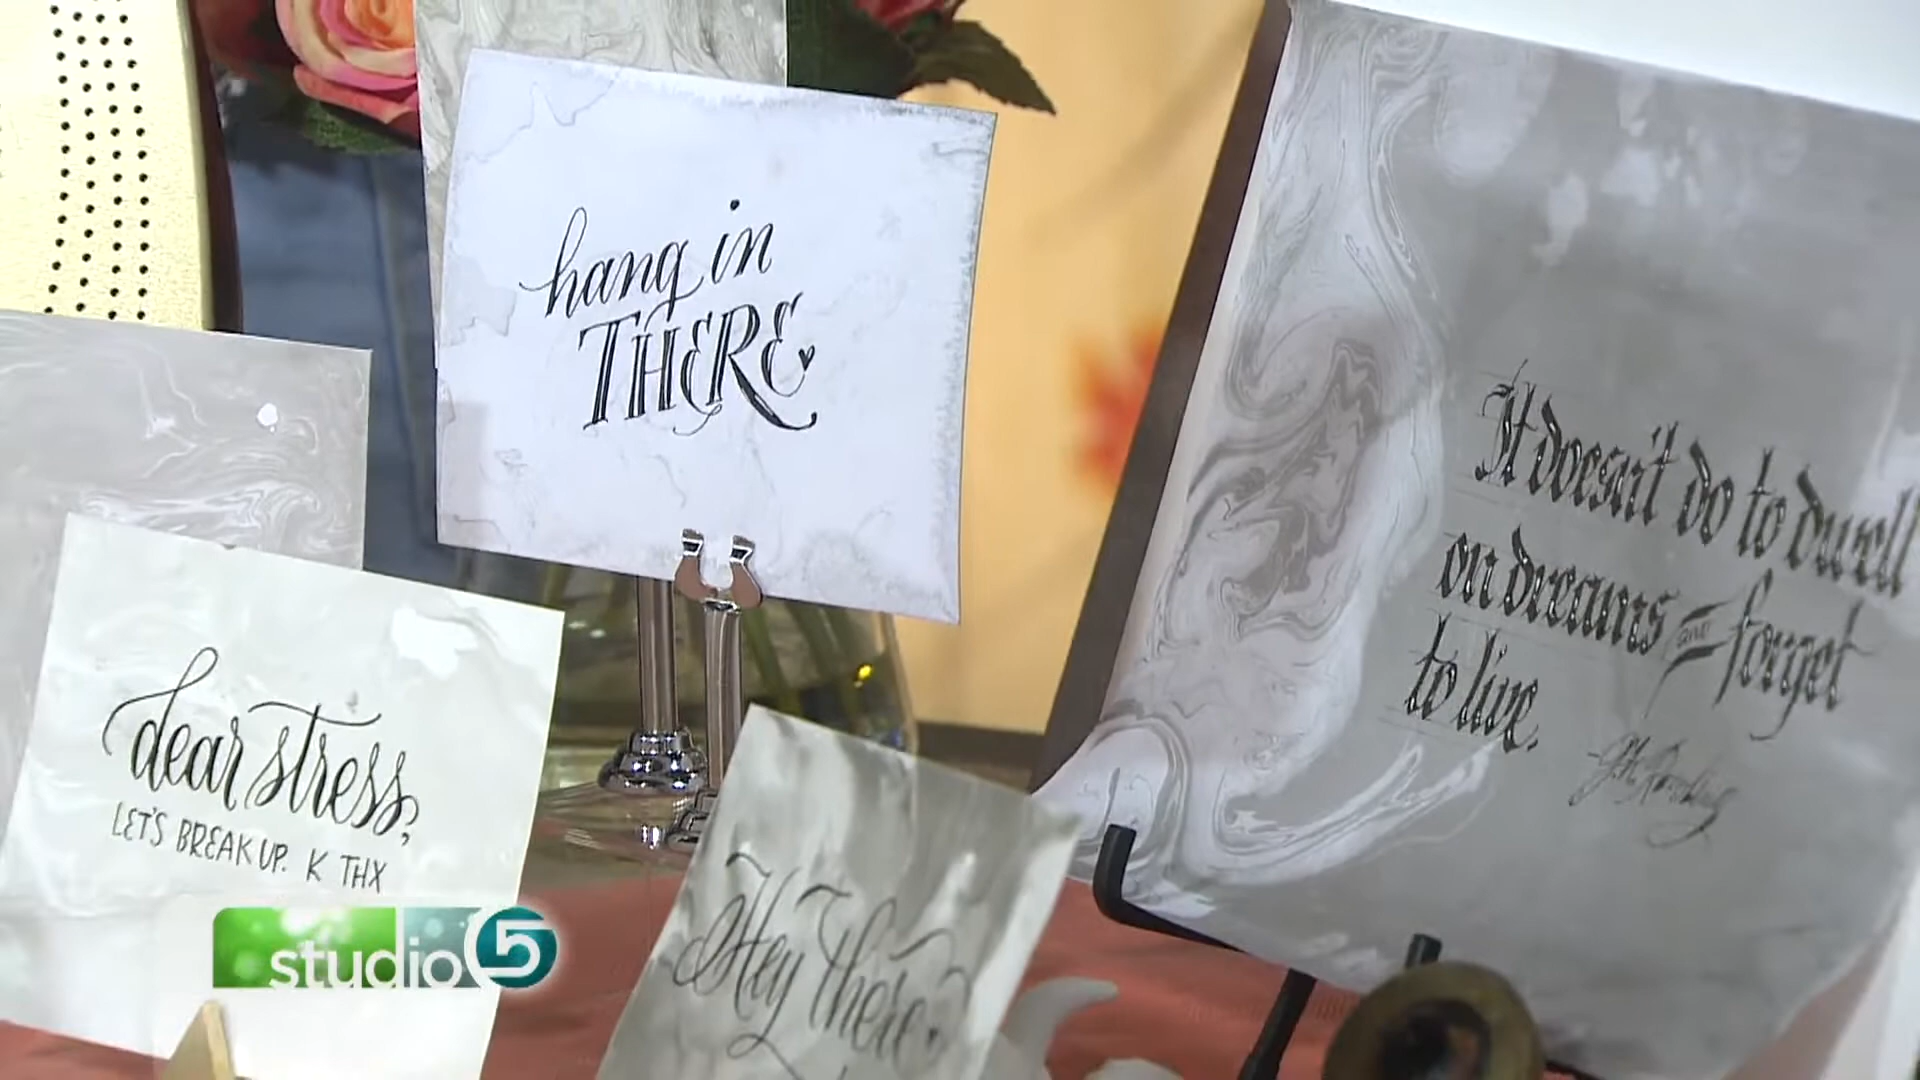 hang in
THERE
dear stress,
LET'S BREAK UP. K THX
Hey There
It doesn't do to dwell
on dreams and forget
to live.
J.K. Rowling
studio 5